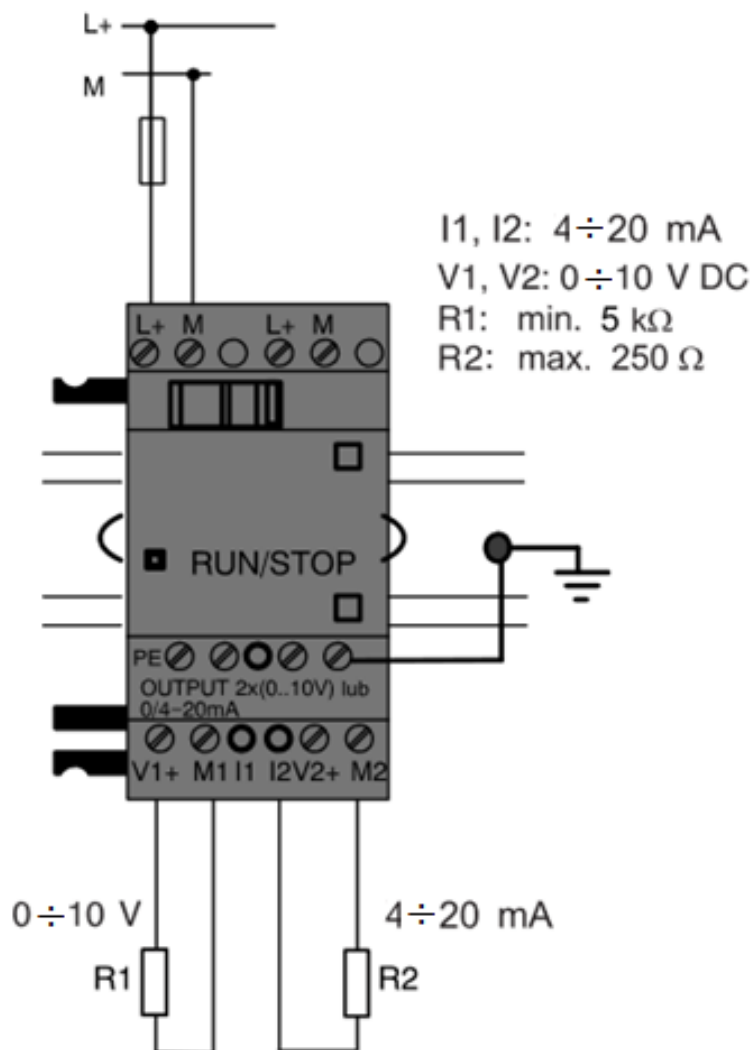 L+
M
I1, I2: 4÷20 mA
V1, V2: 0÷10 V DC
R1: min. 5 kΩ
R2: max. 250 Ω
L+ M L+ M
RUN/STOP
PE
OUTPUT 2x(0..10V) lub
0/4-20mA
V1+ M1 I1 I2 V2+ M2
0÷10 V
4÷20 mA
R1
R2